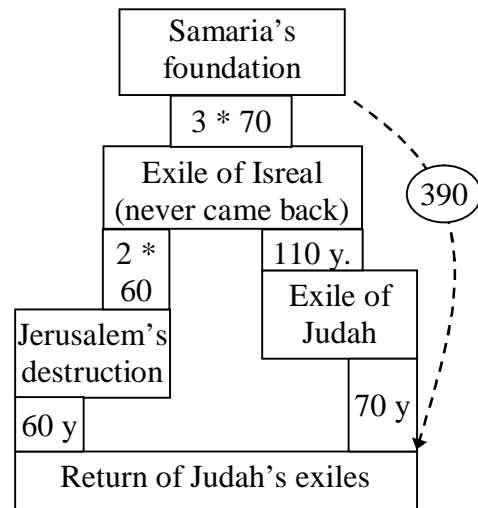 Samaria's
foundation
3 * 70
Exile of Isreal
(never came back)
390
2 *
60
110 y.
Exile of
Judah
Jerusalem's
destruction
60 y
70 y
Return of Judah's exiles